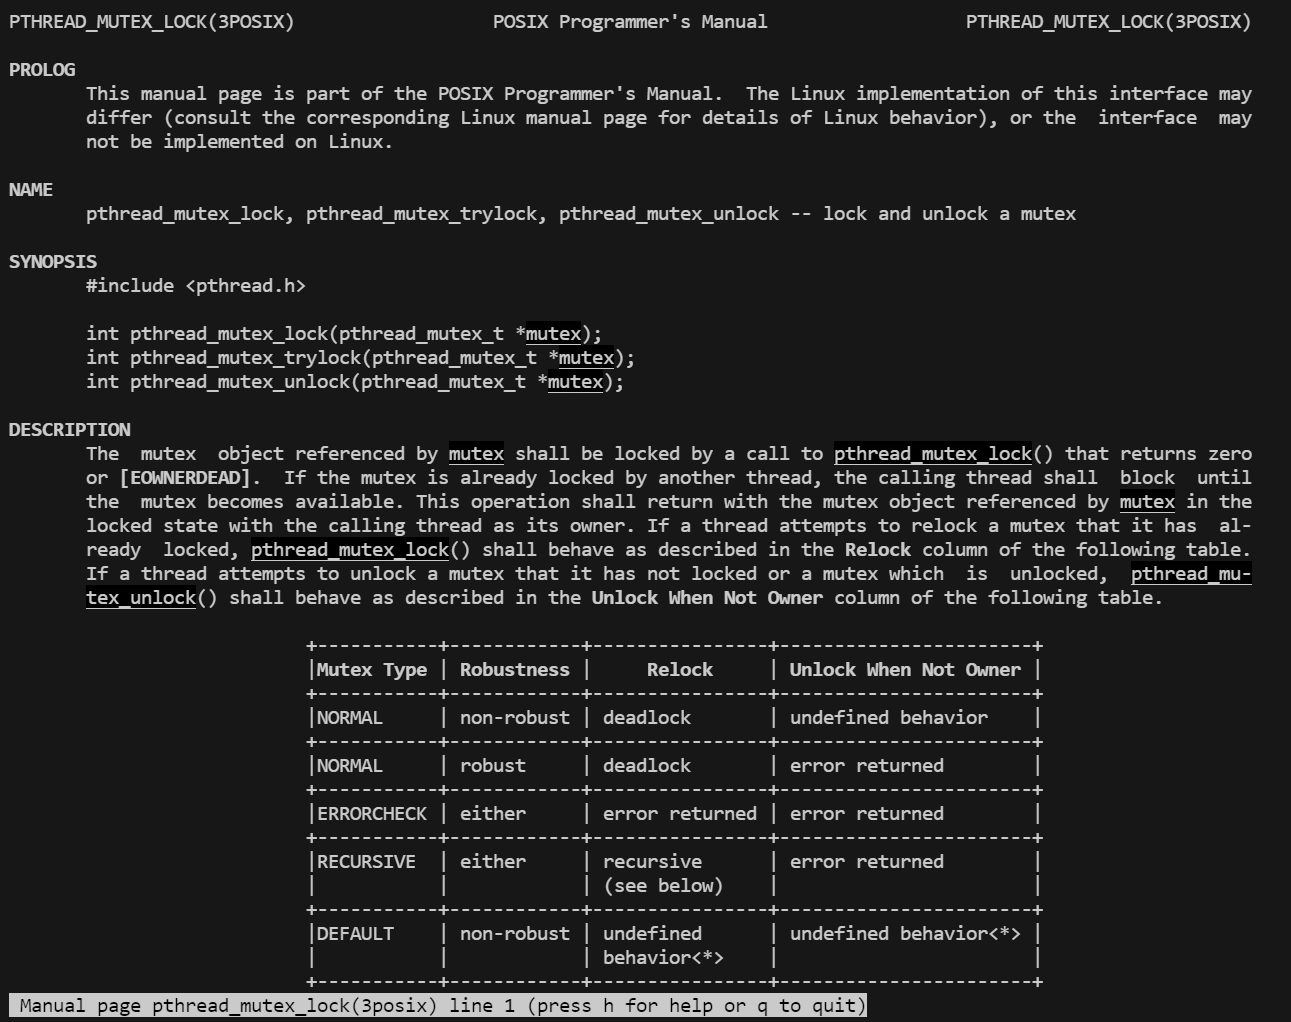 PTHREAD_MUTEX_LOCK(3POSIX)                  POSIX Programmer's Manual                  PTHREAD_MUTEX_LOCK(3POSIX)
PROLOG
This manual page is part of the POSIX Programmer's Manual.  The Linux implementation of this interface may
differ (consult the corresponding Linux manual page for details of Linux behavior), or the  interface  may
not be implemented on Linux.
NAME
pthread_mutex_lock, pthread_mutex_trylock, pthread_mutex_unlock -- lock and unlock a mutex
SYNOPSIS
#include <pthread.h>
int pthread_mutex_lock(pthread_mutex_t *mutex);
int pthread_mutex_trylock(pthread_mutex_t *mutex);
int pthread_mutex_unlock(pthread_mutex_t *mutex);
DESCRIPTION
The  mutex  object referenced by mutex shall be locked by a call to pthread_mutex_lock() that returns zero
or [EOWNERDEAD].  If the mutex is already locked by another thread, the calling thread shall  block  until
the  mutex becomes available. This operation shall return with the mutex object referenced by mutex in the
locked state with the calling thread as its owner. If a thread attempts to relock a mutex that it has  al-
ready  locked, pthread_mutex_lock() shall behave as described in the Relock column of the following table.
If a thread attempts to unlock a mutex that it has not locked or a mutex which  is  unlocked,  pthread_mu-
tex_unlock() shall behave as described in the Unlock When Not Owner column of the following table.
+-----------+------------+----------------+-----------------------+
|Mutex Type | Robustness |     Relock     | Unlock When Not Owner |
+-----------+------------+----------------+-----------------------+
|NORMAL     | non-robust | deadlock       | undefined behavior    |
+-----------+------------+----------------+-----------------------+
|NORMAL     | robust     | deadlock       | error returned        |
+-----------+------------+----------------+-----------------------+
|ERRORCHECK | either     | error returned | error returned        |
+-----------+------------+----------------+-----------------------+
|RECURSIVE  | either     | recursive      | error returned        |
|           |            | (see below)    |                       |
+-----------+------------+----------------+-----------------------+
|DEFAULT    | non-robust | undefined      | undefined behavior<*> |
|           |            | behavior<*>    |                       |
+-----------+------------+----------------+-----------------------+
Manual page pthread_mutex_lock(3posix) line 1 (press h for help or q to quit)